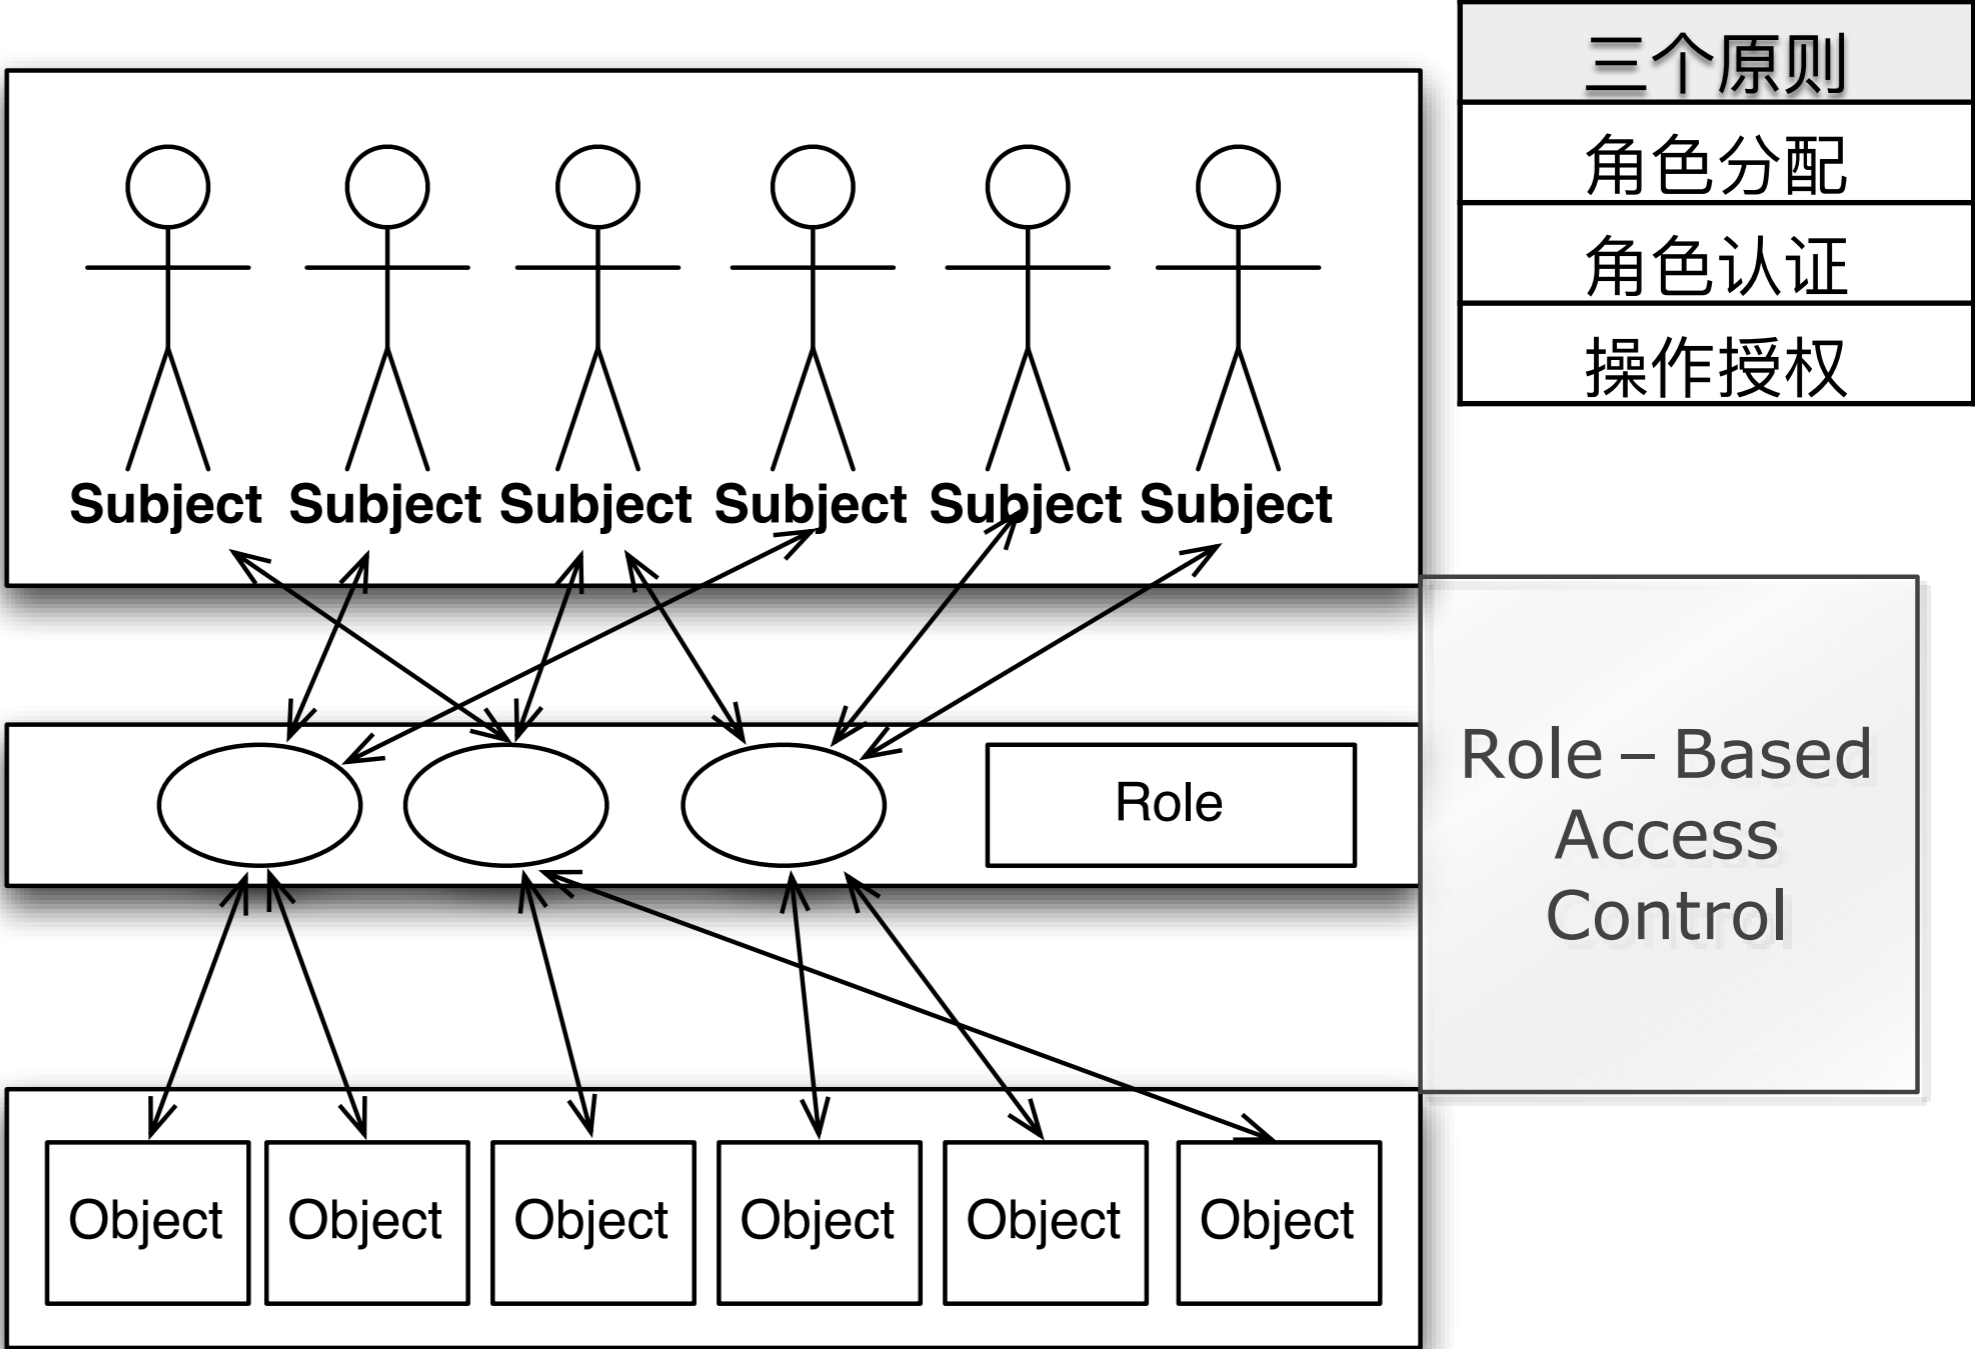 三个原则
角色分配
角色认证
操作授权
Subject Subject Subject Subject Subject Subject
Role
Role – Based
Access
Control
Object Object Object Object Object Object